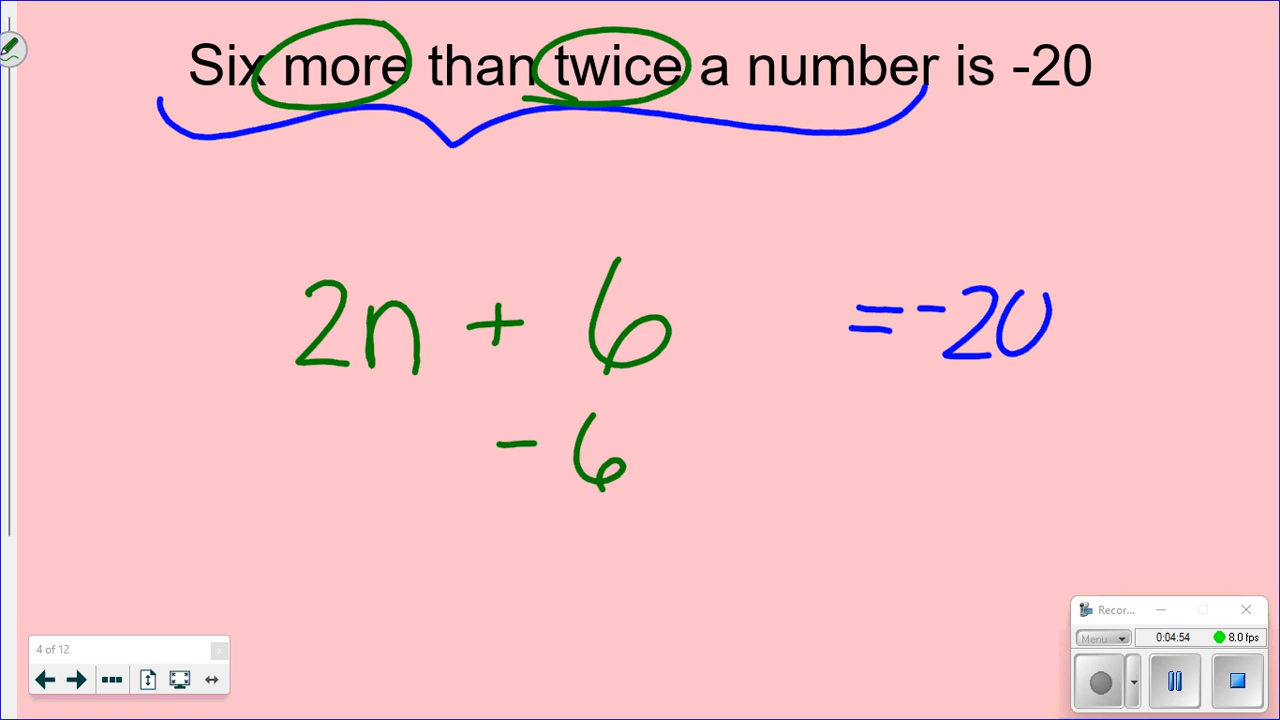 Six more than twice a number is -20
2n + 6 = -20
- 6
4 of 12
Recor...
Menu
0:04:54
8.0 fps